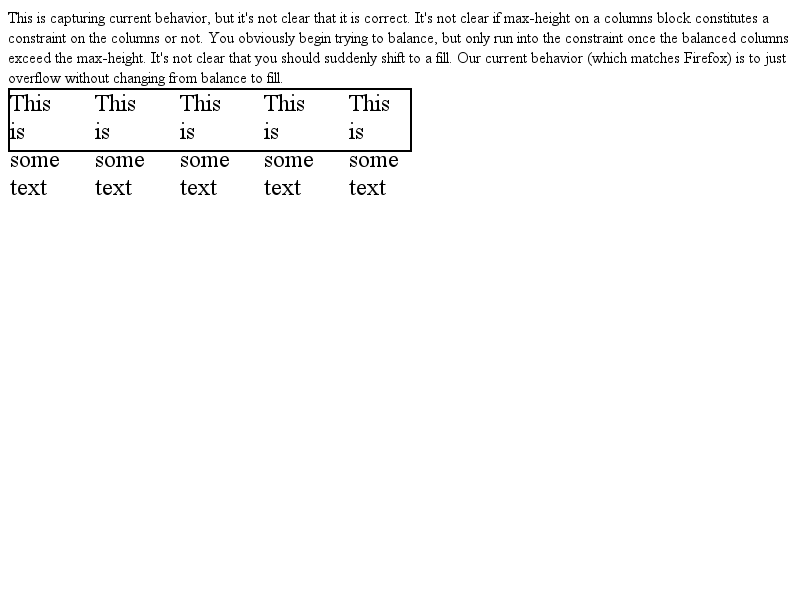 This is capturing current behavior, but it's not clear that it is correct. It's not clear if max-height on a columns block constitutes a
constraint on the columns or not. You obviously begin trying to balance, but only run into the constraint once the balanced columns
exceed the max-height. It's not clear that you should suddenly shift to a fill. Our current behavior (which matches Firefox) is to just
overflow without changing from balance to fill.
This This This This This
is is is is is
some some some some some
text text text text text